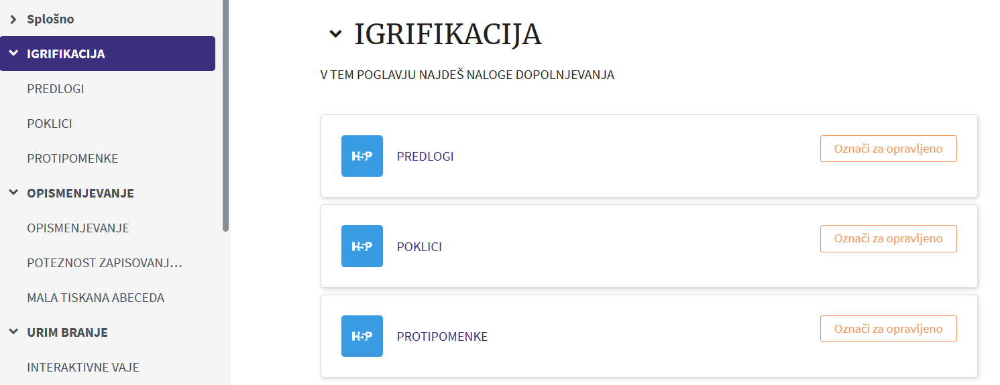 Splošno
IGRIFIKACIJA
PREDLOGI
POKLICI
PROTIPOMENKE
OPISMENJEVANJE
OPISMENJEVANJE
POTEZNOST ZAPISOVANJ...
MALA TISKANA ABECEDA
URIM BRANJE
INTERAKTIVNE VAJE
IGRIFIKACIJA
V TEM POGLAVJU NAJDEŠ NALOGE DOPOLNJEVANJA
H5P PREDLOGI Označi za opravljeno
H5P POKLICI Označi za opravljeno
H5P PROTIPOMENKE Označi za opravljeno